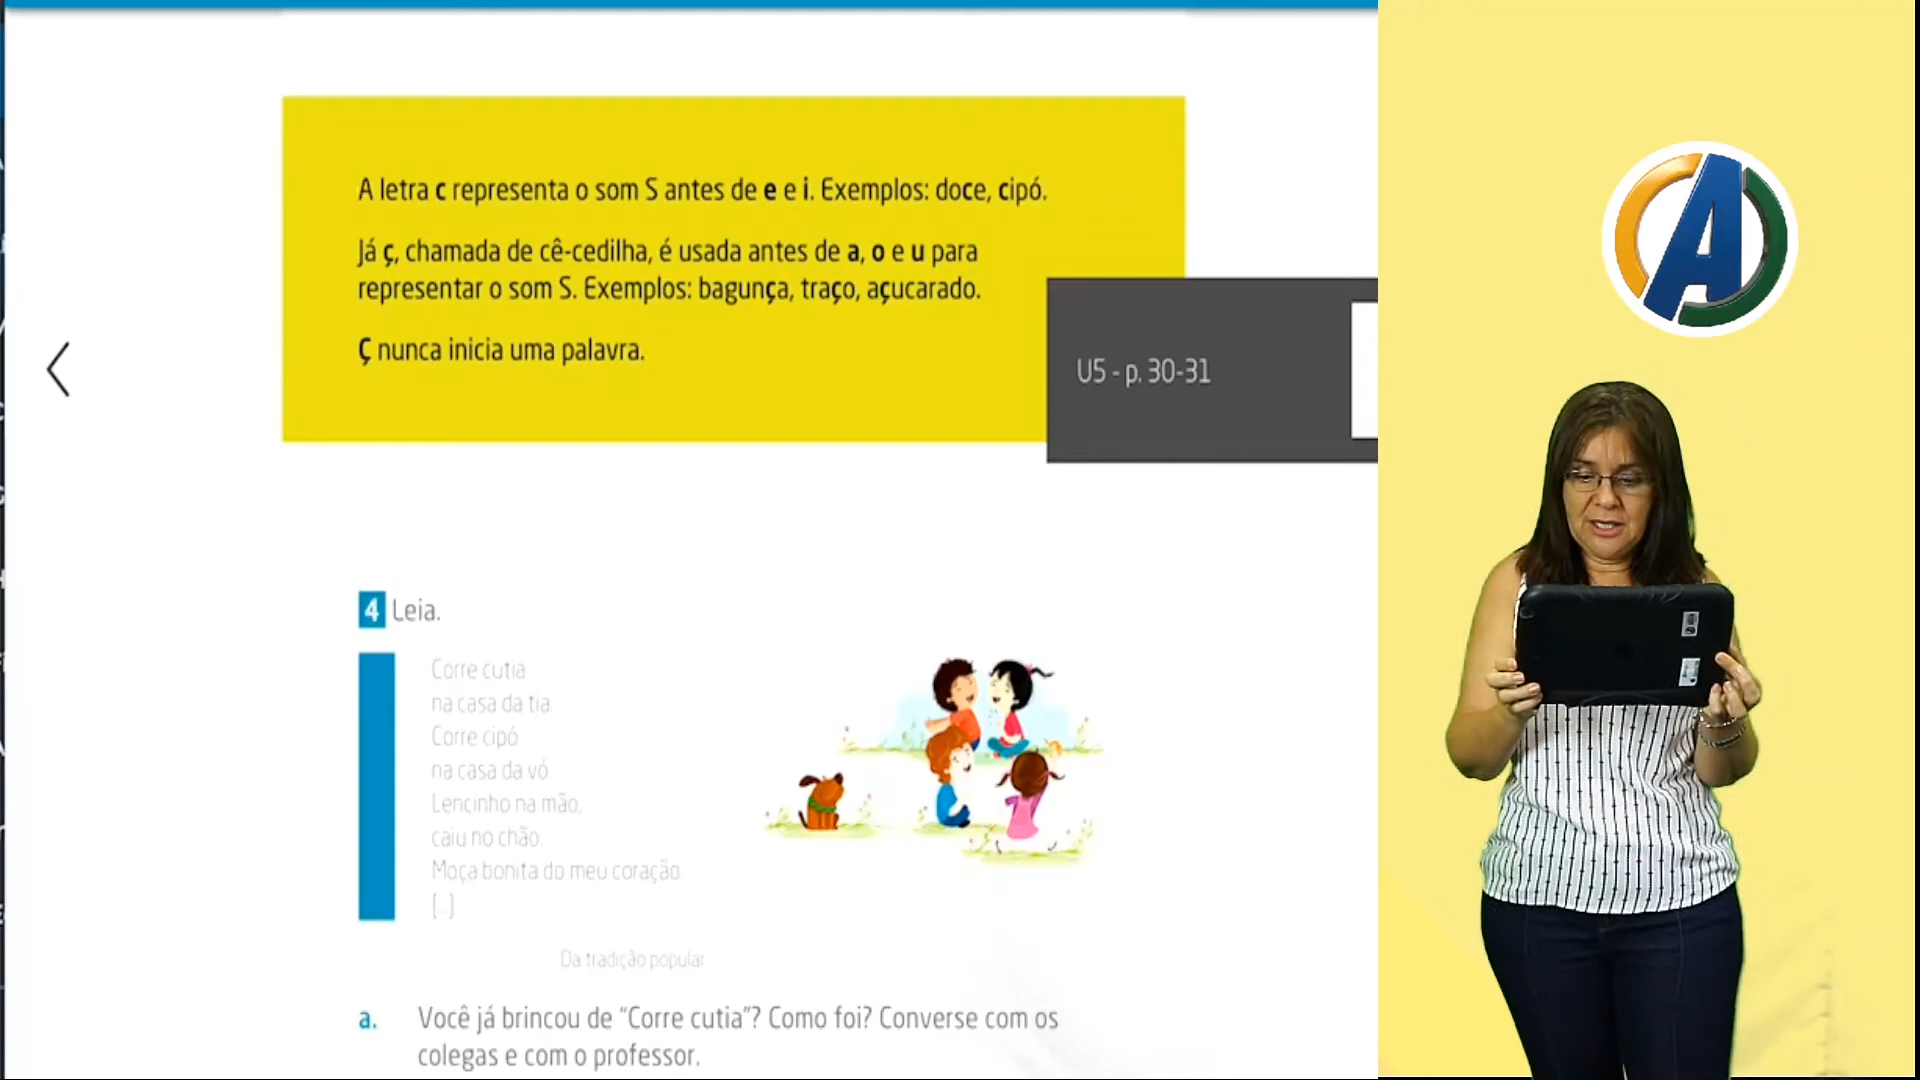 A letra c representa o som S antes de e e i. Exemplos: doce, cipó.
Já ç, chamada de cê-cedilha, é usada antes de a, o e u para
representar o som S. Exemplos: bagunça, traço, açucarado.
Ç nunca inicia uma palavra.
U5 - p. 30-31
4 Leia.
Corre cutia
na casa da tia.
Corre cipó
na casa da vó
Lencinho na mão,
caiu no chão.
Moça bonita do meu coração
[...]
Da tradição popular
a. Você já brincou de “Corre cutia”? Como foi? Converse com os
colegas e com o professor.
A